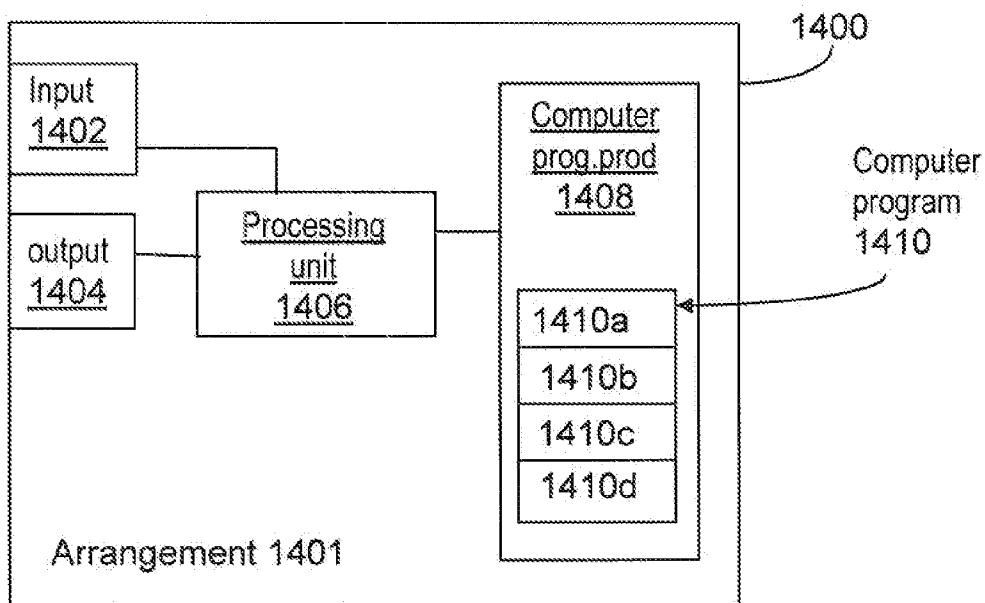 1400
Input
1402
output
1404
Processing
unit
1406
Computer
prog.prod
1408
Computer
program
1410
1410a
1410b
1410c
1410d
Arrangement 1401